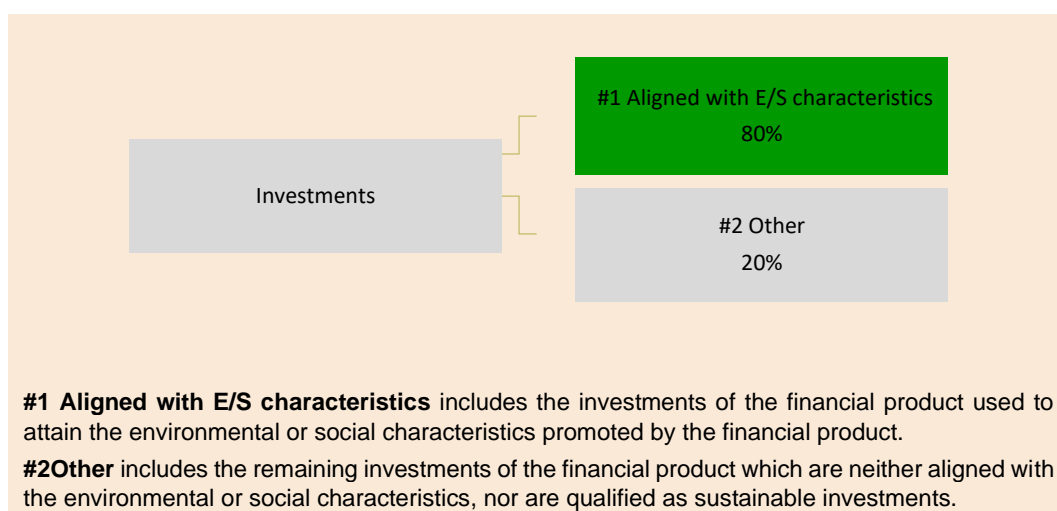 #1 Aligned with E/S characteristics
80%
Investments
#2 Other
20%
#1 Aligned with E/S characteristics includes the investments of the financial product used to
attain the environmental or social characteristics promoted by the financial product.
#2Other includes the remaining investments of the financial product which are neither aligned with
the environmental or social characteristics, nor are qualified as sustainable investments.